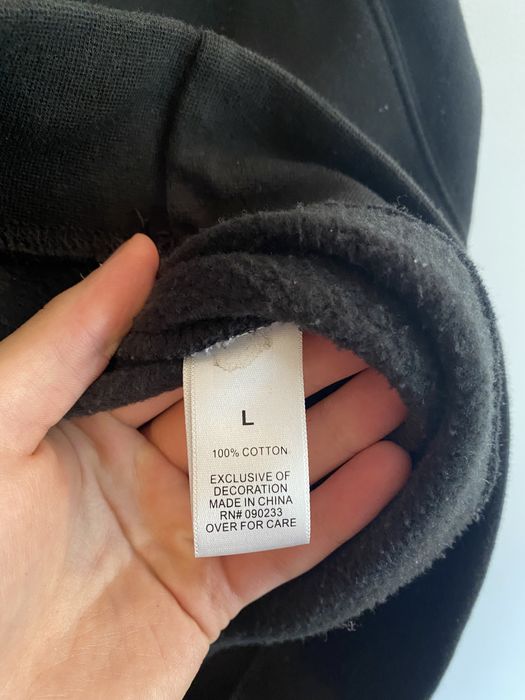 L
100% COTTON
EXCLUSIVE OF
DECORATION
MADE IN CHINA
RN# 090233
OVER FOR CARE